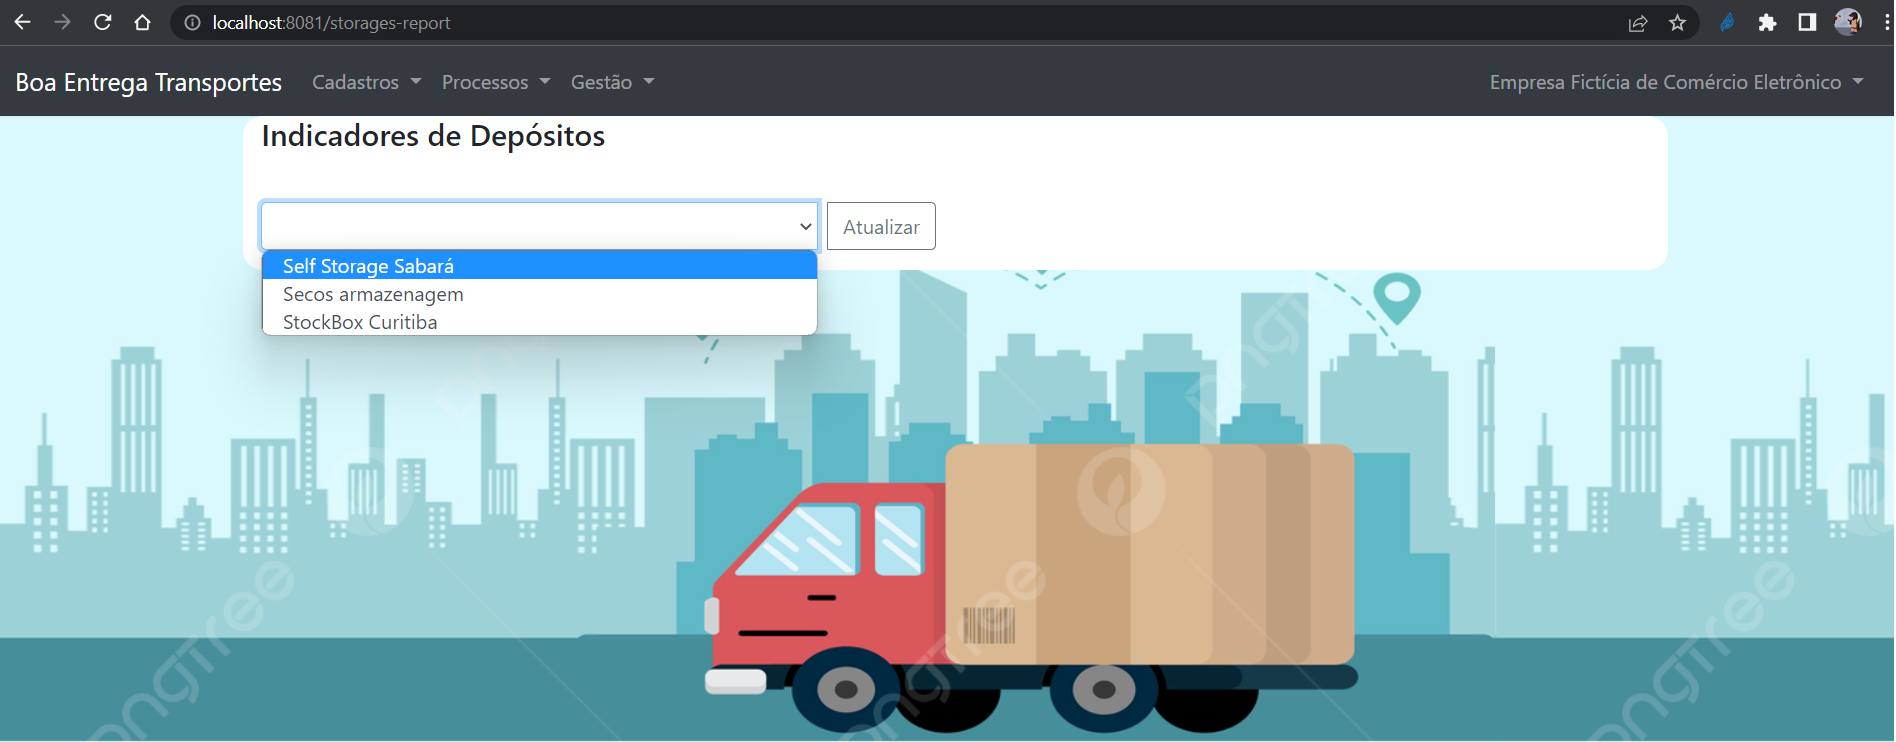 localhost:8081/storages-report
Boa Entrega Transportes Cadastros Processos Gestão Empresa Fictícia de Comércio Eletrônico
Indicadores de Depósitos
Atualizar
Self Storage Sabará
Secos armazenagem
StockBox Curitiba
pngtree
pngtree
pngtree
pngtree
pngtree